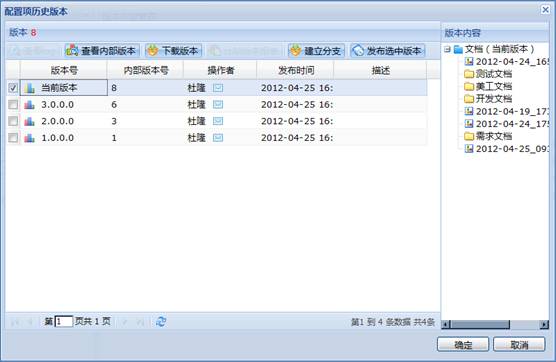 配置项历史版本
版本 8
版本内容
查看内部版本 下载版本 建立分支 发布选中版本
版本号 内部版本号 操作者 发布时间 描述
当前版本 8 杜隆 2012-04-25 16:
3.0.0.0 6 杜隆 2012-04-25 16:
2.0.0.0 3 杜隆 2012-04-25 16:
1.0.0.0 1 杜隆 2012-04-25 16:
文档 ( 当前版本 )
2012-04-24_165
测试文档
美工文档
开发文档
2012-04-19_177
2012-04-24_175
需求文档
2012-04-25_091
第 1 页共 1 页
第1 到 4 条数据 共4条
确定 取消